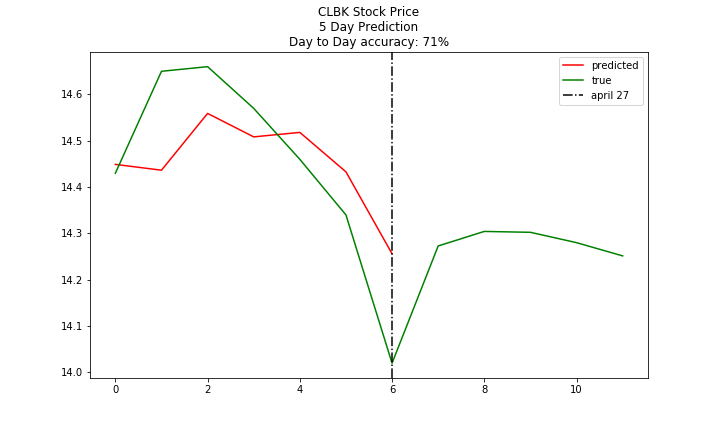 CLBK Stock Price
5 Day Prediction
Day to Day accuracy: 71%
predicted
true
april 27
14.6
14.5
14.4
14.3
14.2
14.1
14.0
0 2 4 6 8 10